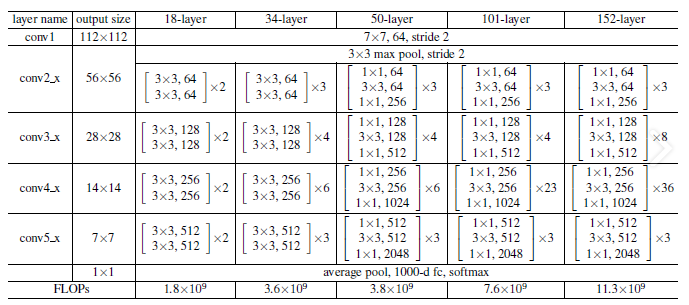 layer name output size 18-layer 34-layer 50-layer 101-layer 152-layer
conv1 112×112 7×7, 64, stride 2
3×3 max pool, stride 2
conv2_x 56×56 [3×3, 64 3×3, 64]×2 [3×3, 64 3×3, 64]×3 [1×1, 64 3×3, 64 1×1, 256]×3 [1×1, 64 3×3, 64 1×1, 256]×3 [1×1, 64 3×3, 64 1×1, 256]×3
conv3_x 28×28 [3×3, 128 3×3, 128]×2 [3×3, 128 3×3, 128]×4 [1×1, 128 3×3, 128 1×1, 512]×4 [1×1, 128 3×3, 128 1×1, 512]×4 [1×1, 128 3×3, 128 1×1, 512]×8
conv4_x 14×14 [3×3, 256 3×3, 256]×2 [3×3, 256 3×3, 256]×6 [1×1, 256 3×3, 256 1×1, 1024]×6 [1×1, 256 3×3, 256 1×1, 1024]×23 [1×1, 256 3×3, 256 1×1, 1024]×36
conv5_x 7×7 [3×3, 512 3×3, 512]×2 [3×3, 512 3×3, 512]×3 [1×1, 512 3×3, 512 1×1, 2048]×3 [1×1, 512 3×3, 512 1×1, 2048]×3 [1×1, 512 3×3, 512 1×1, 2048]×3
1×1 average pool, 1000-d fc, softmax
FLOPs 1.8×10⁹ 3.6×10⁹ 3.8×10⁹ 7.6×10⁹ 11.3×10⁹